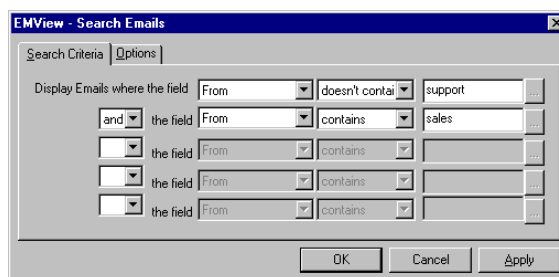 EMView - Search Emails
Search Criteria Options
Display Emails where the field From doesn't contai support ...
and the field From contains sales ...
the field From contains ...
the field From contains ...
the field From contains ...
OK Cancel Apply